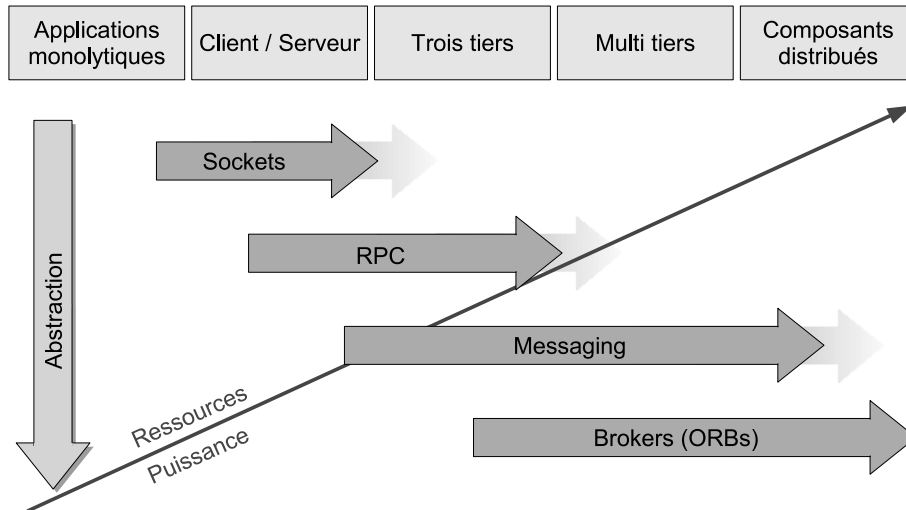 Applications
monolytiques
Client / Serveur
Trois tiers
Multi tiers
Composants
distribués
Sockets
RPC
Abstraction
Messaging
Ressources
Puissance
Brokers (ORBs)